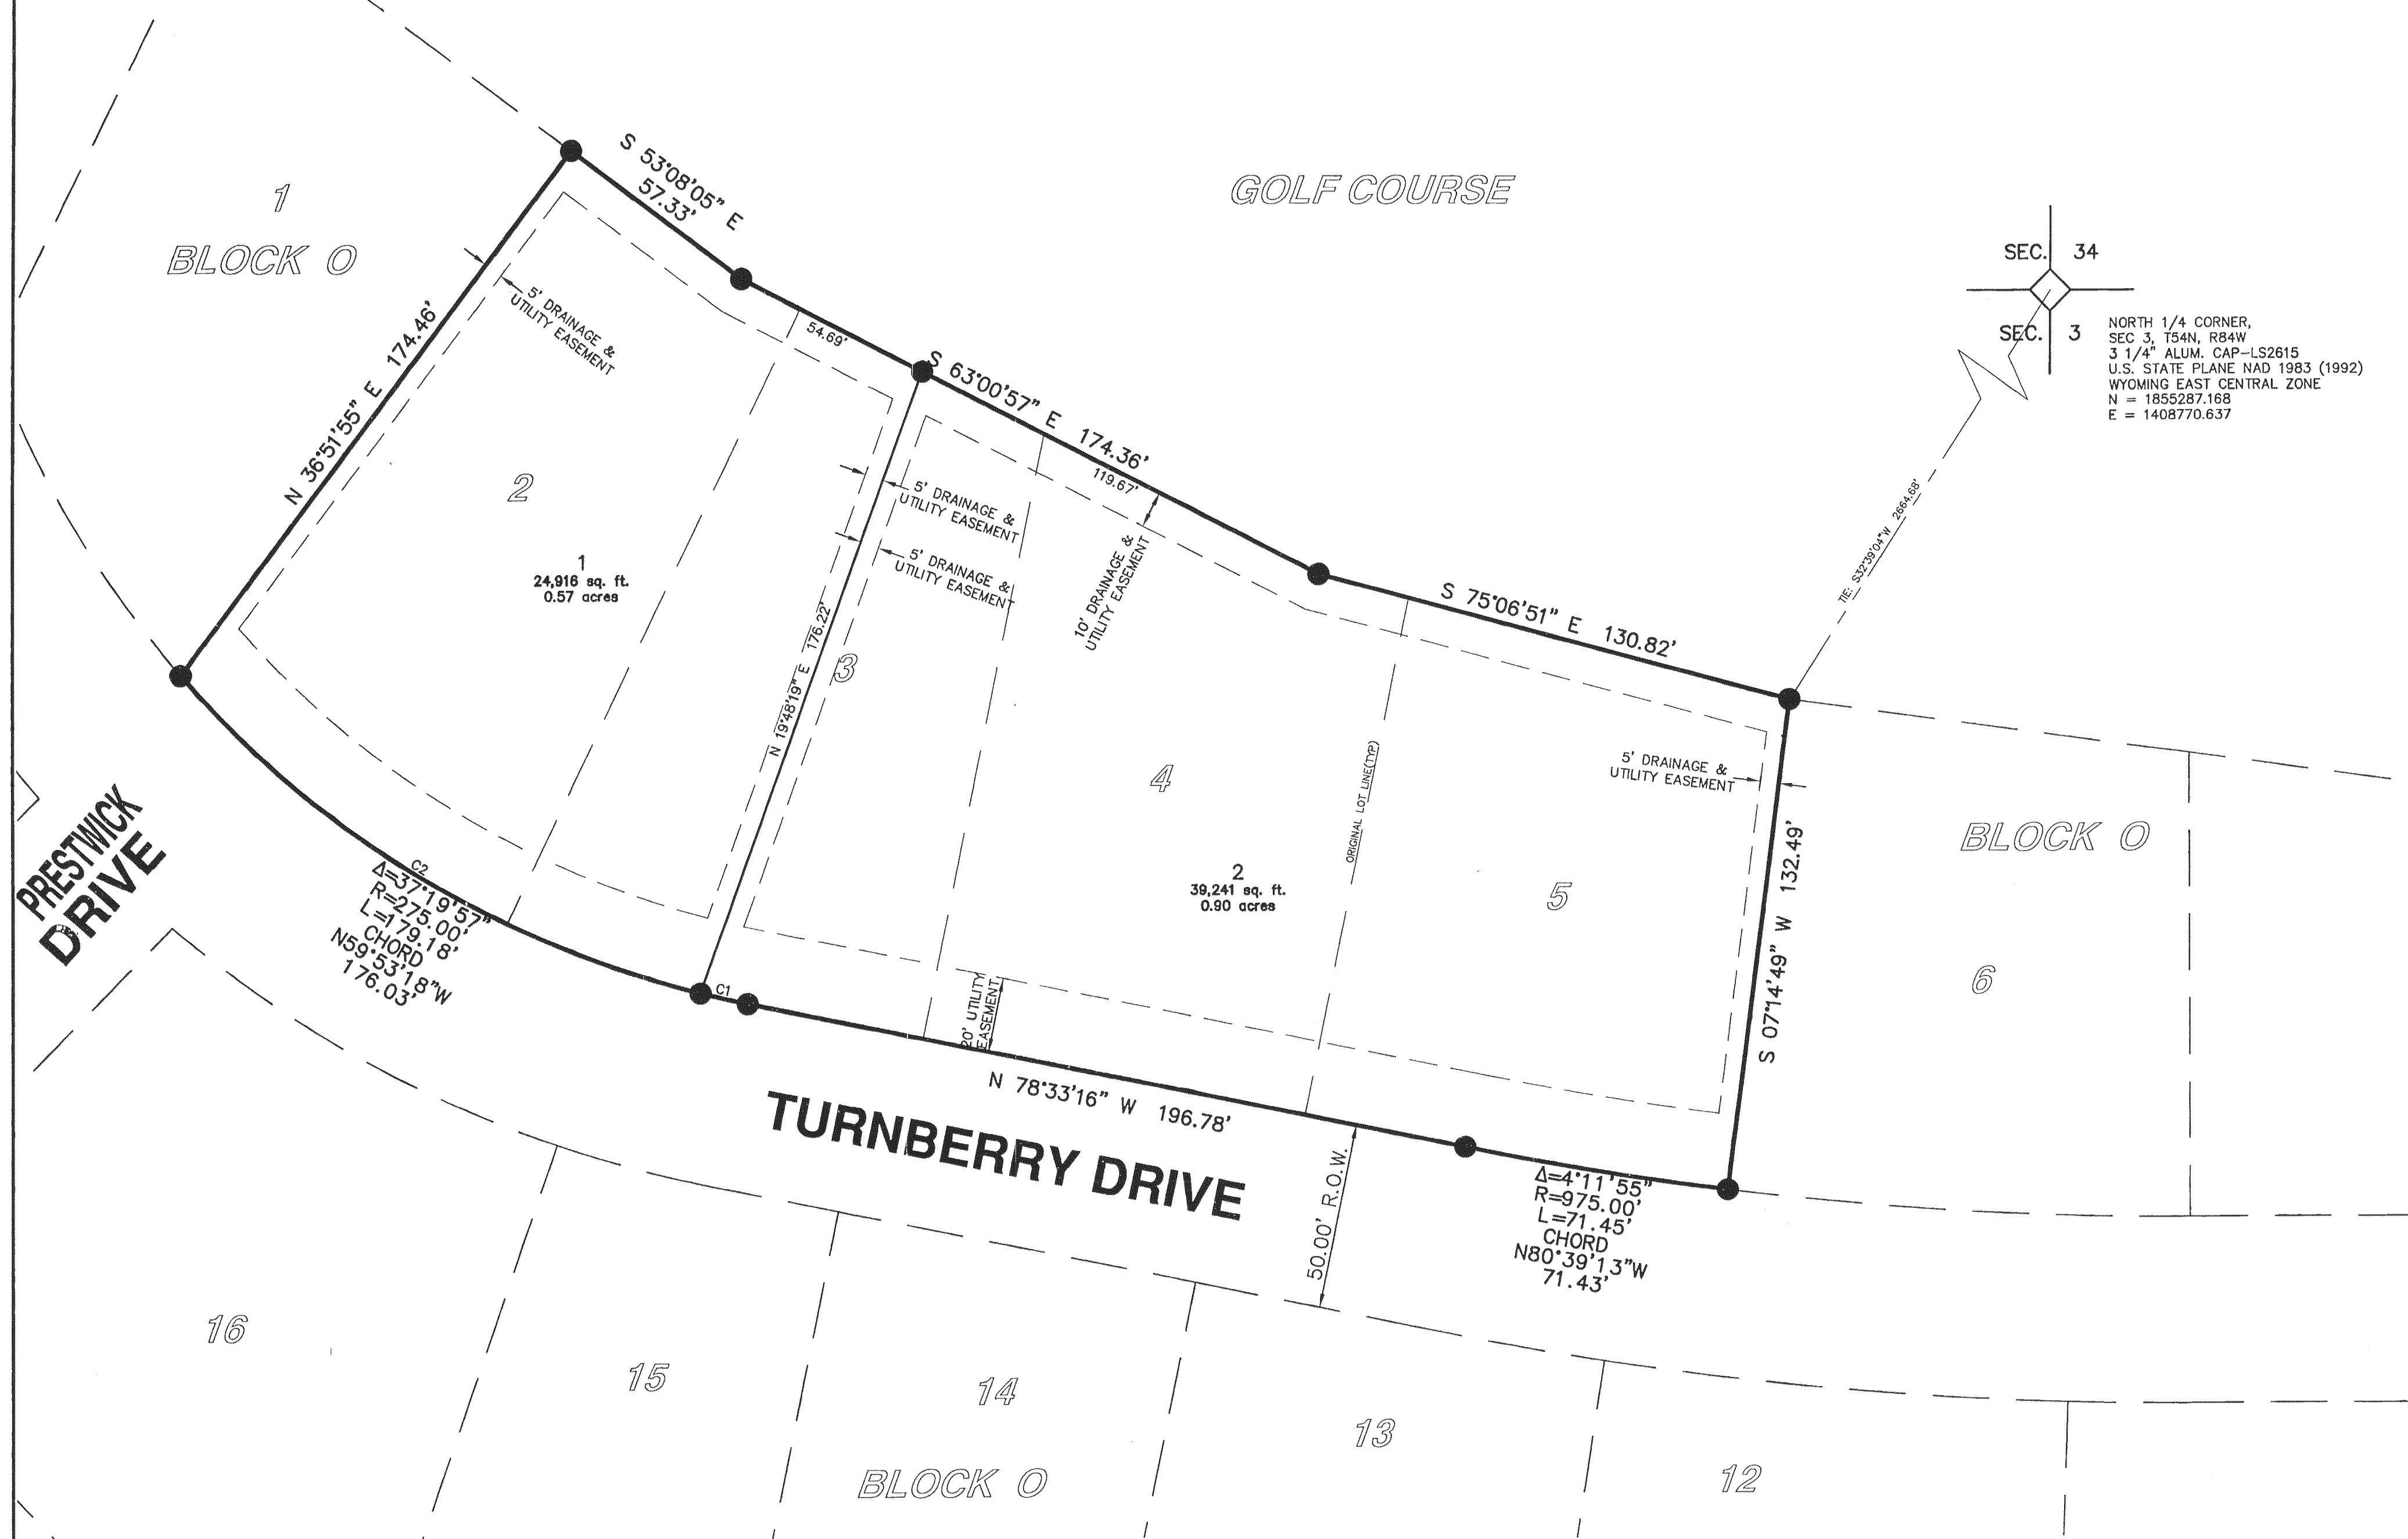 S 53°08'05" E
57.33'
GOLF COURSE
1
BLOCK O
SEC. 34
SEC. 3
NORTH 1/4 CORNER,
SEC 3, T54N, R84W
3 1/4" ALUM. CAP-LS2615
U.S. STATE PLANE NAD 1983 (1992)
WYOMING EAST CENTRAL ZONE
N = 1855287.168
E = 1408770.637
5' DRAINAGE &
UTILITY EASEMENT
54.69'
N 36°51'55" E 174.46'
S 63°00'57" E 174.36'
119.67'
2
5' DRAINAGE &
UTILITY EASEMENT
5' DRAINAGE &
UTILITY EASEMENT
10' DRAINAGE &
UTILITY EASEMENT
TIE: S32°39'04"W 2664.68'
1
24,916 sq. ft.
0.57 acres
S 75°06'51" E 130.82'
N 19°48'19" E 176.22'
3
4
ORIGINAL LOT LINE(TYP)
5' DRAINAGE &
UTILITY EASEMENT
BLOCK O
2
39,241 sq. ft.
0.90 acres
5
S 07°14'49" W 132.49'
6
PRESTWICK
DRIVE
C2
Δ=37°19'57"
R=275.00'
L=179.18'
CHORD
N59°53'18"W
176.03'
C1
20' UTILITY
EASEMENT
N 78°33'16" W 196.78'
TURNBERRY DRIVE
50.00' R.O.W.
Δ=4°11'55"
R=975.00'
L=71.45'
CHORD
N80°39'13"W
71.43'
16
15
14
13
12
BLOCK O